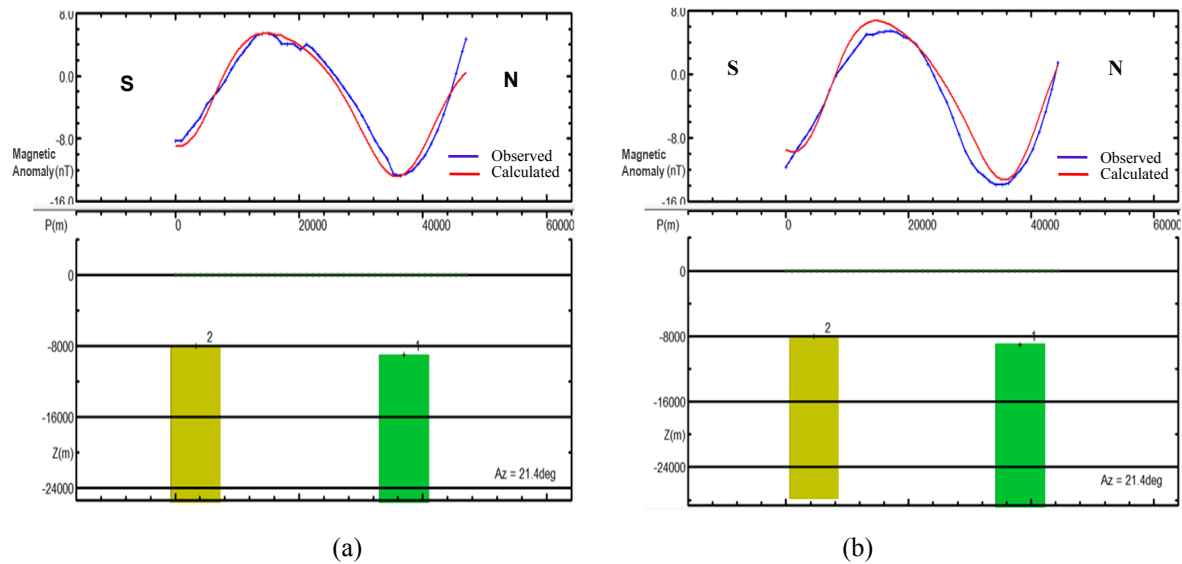 8.0
0.0
-8.0
-16.0
Magnetic
Anomaly (nT)
S
N
Observed
Calculated
P(m)
0
20000
40000
60000
0
-8000
-16000
Z(m)
-24000
2
1
Az = 21.4deg
(a)
8.0
0.0
-8.0
-16.0
Magnetic
Anomaly (nT)
S
N
Observed
Calculated
P(m)
0
20000
40000
60000
0
-8000
-16000
Z(m)
-24000
2
1
Az = 21.4deg
(b)